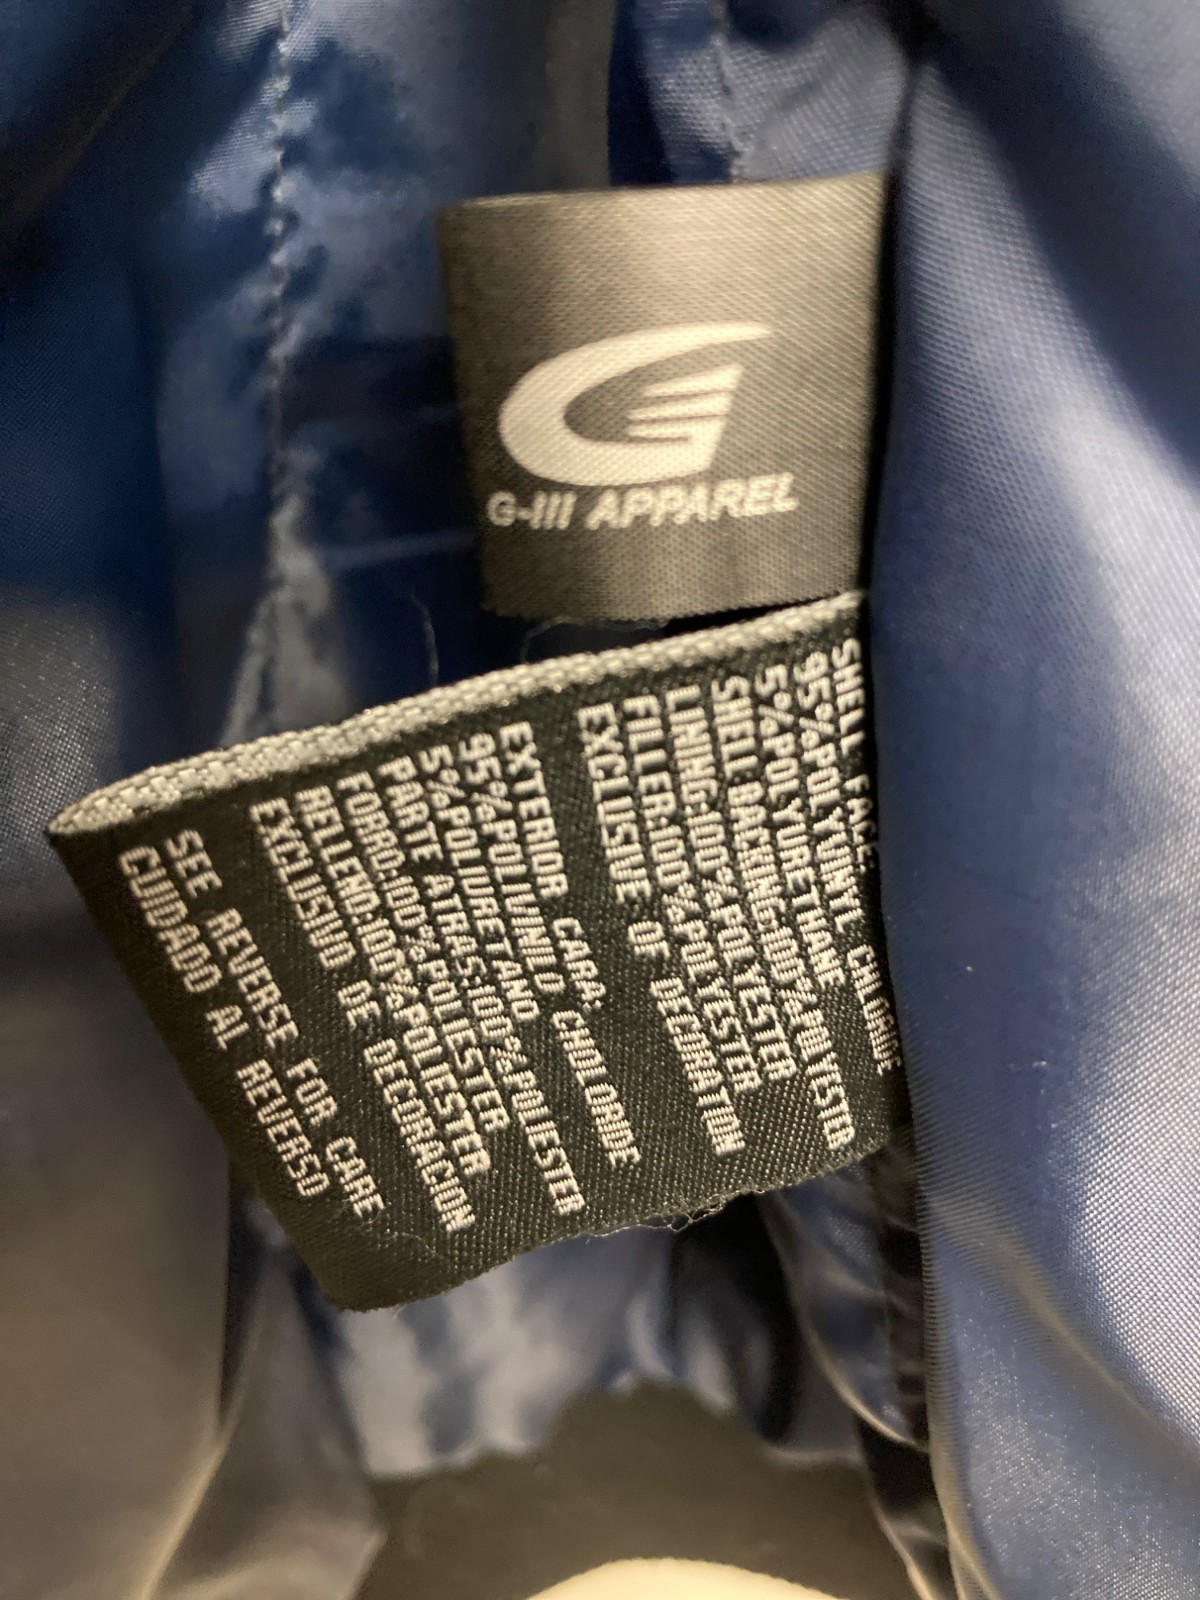 G-III APPAREL
SHELL FACE
95%POLYVINYL CHLORIDE
5%POLYURETHANE
SHELL BACKING:100%POLYESTER
LINING:100%POLYESTER
FILLER:100%POLYESTER
EXCLUSIVE OF DECORATION
EXTERIOR CARA:
95%POLIVINILO CHOLORIDE
5%POLIURETANO
PARTE ATRAS:100%POLIESTER
FORRO:100%POLIESTER
RELLENO:100%POLIESTER
EXCLUSIVO DE DECORACION
SEE REVERSE FOR CARE
CUIDADO AL REVERSO